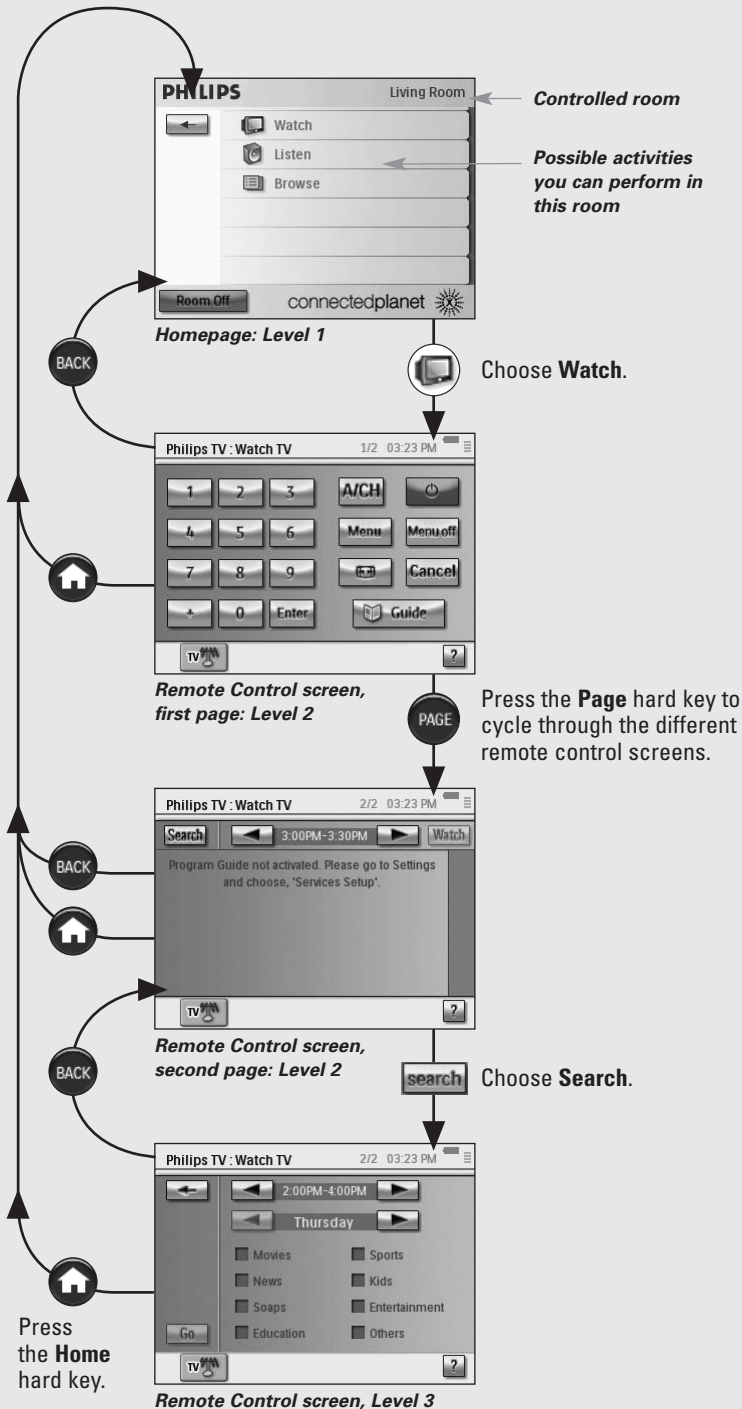 PHILIPS Living Room
Controlled room
Watch
Listen
Possible activities
you can perform in
this room
Browse
Room Off connectedplanet
Homepage: Level 1
BACK
Choose Watch.
Philips TV : Watch TV 1/2 03:23 PM
1 2 3 A/CH
4 5 6 Menu Menu off
7 8 9 Cancel
+ 0 Enter Guide
TV ?
Remote Control screen,
first page: Level 2
PAGE
Press the Page hard key to
cycle through the different
remote control screens.
Philips TV : Watch TV 2/2 03:23 PM
Search 3:00PM-3:30PM Watch
Program Guide not activated. Please go to Settings
and choose, 'Services Setup'.
BACK
TV ?
Remote Control screen,
second page: Level 2
BACK
search Choose Search.
Philips TV : Watch TV 2/2 03:23 PM
2:00PM-4:00PM
Thursday
Movies Sports
News Kids
Soaps Entertainment
Go Education Others
TV ?
Press
the Home
hard key.
Remote Control screen, Level 3